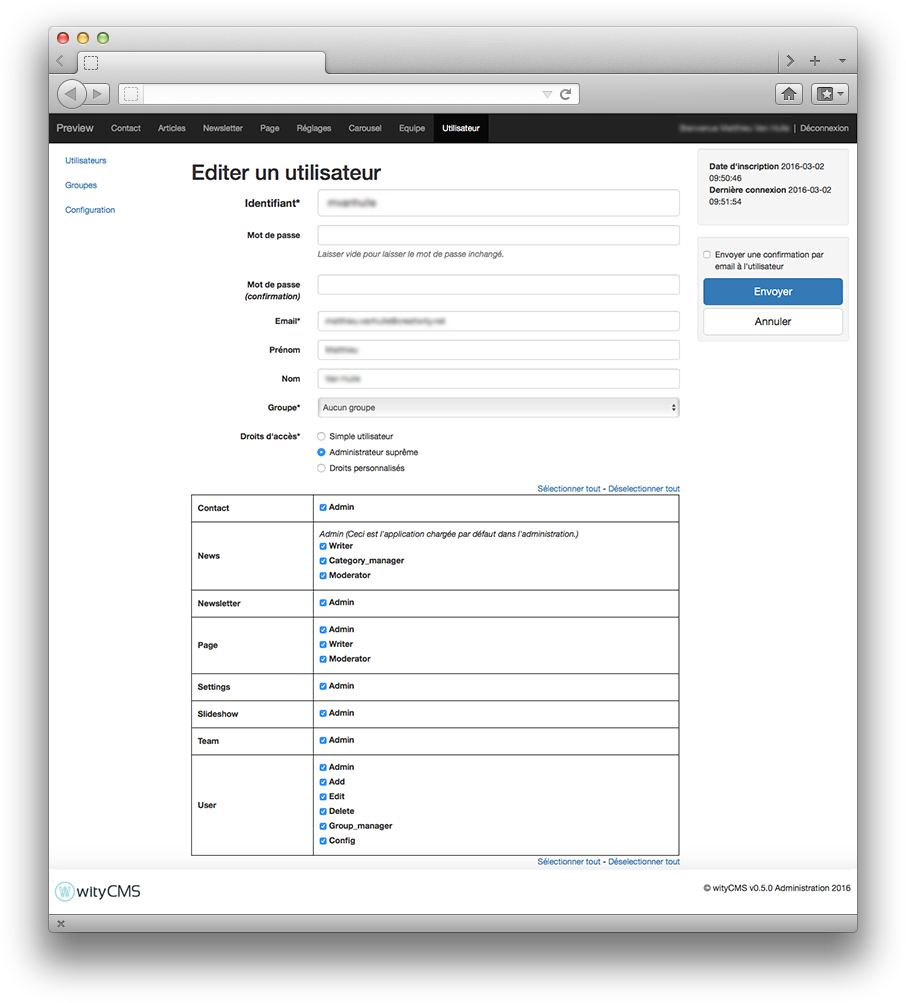 Preview Contact Articles Newsletter Page Réglages Carousel Equipe Utilisateur | Déconnexion
Utilisateurs
Groupes
Configuration
Editer un utilisateur
Identifiant*
Mot de passe
Laisser vide pour laisser le mot de passe inchangé.
Mot de passe
(confirmation)
Email*
Prénom
Nom
Groupe* Aucun groupe
Droits d'accès* Simple utilisateur
Administrateur suprême
Droits personnalisés
Sélectionner tout - Déselectionner tout
Contact Admin
Admin (Ceci est l'application chargée par défaut dans l'administration.)
News
Writer
Category_manager
Moderator
Newsletter Admin
Page
Admin
Writer
Moderator
Settings Admin
Slideshow Admin
Team Admin
User
Admin
Add
Edit
Delete
Group_manager
Config
Sélectionner tout - Déselectionner tout
Date d'inscription 2016-03-02
09:50:46
Dernière connexion 2016-03-02
09:51:54
Envoyer une confirmation par
email à l'utilisateur
Envoyer
Annuler
W wityCMS
© wityCMS v0.5.0 Administration 2016